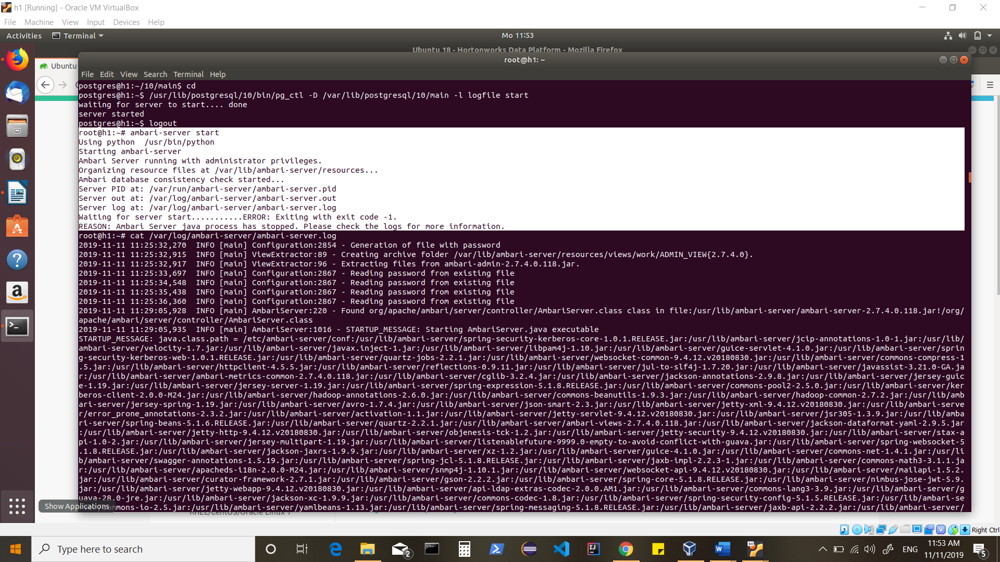 h1 [Running] - Oracle VM VirtualBox
File Machine View Input Devices Help
Activities Terminal Mo 11:53
Ubuntu 18 - Hortonworks Data Platform - Mozilla Firefox
root@h1: ~
Ubuntu
File Edit View Search Terminal Help
postgres@h1:~/10/main$ cd
postgres@h1:~$ /usr/lib/postgresql/10/bin/pg_ctl -D /var/lib/postgresql/10/main -l logfile start
waiting for server to start.... done
server started
postgres@h1:~$ logout
root@h1:~# ambari-server start
Using python  /usr/bin/python
Starting ambari-server
Ambari Server running with administrator privileges.
Organizing resource files at /var/lib/ambari-server/resources...
Ambari database consistency check started...
Server PID at: /var/run/ambari-server/ambari-server.pid
Server out at: /var/log/ambari-server/ambari-server.out
Server log at: /var/log/ambari-server/ambari-server.log
Waiting for server start...........ERROR: Exiting with exit code -1.
REASON: Ambari Server java process has stopped. Please check the logs for more information.
root@h1:~# cat /var/log/ambari-server/ambari-server.log
2019-11-11 11:25:32,270  INFO [main] Configuration:2854 - Generation of file with password
2019-11-11 11:25:32,915  INFO [main] ViewExtractor:89 - Creating archive folder /var/lib/ambari-server/resources/views/work/ADMIN_VIEW{2.7.4.0}.
2019-11-11 11:25:32,917  INFO [main] ViewExtractor:96 - Extracting files from ambari-admin-2.7.4.0.118.jar.
2019-11-11 11:25:33,697  INFO [main] Configuration:2867 - Reading password from existing file
2019-11-11 11:25:34,548  INFO [main] Configuration:2867 - Reading password from existing file
2019-11-11 11:25:35,438  INFO [main] Configuration:2867 - Reading password from existing file
2019-11-11 11:25:36,360  INFO [main] Configuration:2867 - Reading password from existing file
2019-11-11 11:29:05,928  INFO [main] AmbariServer:220 - Found org/apache/ambari/server/controller/AmbariServer.class class in file:/usr/lib/ambari-server/ambari-server-2.7.4.0.118.jar!/org/
apache/ambari/server/controller/AmbariServer.class
2019-11-11 11:29:05,935  INFO [main] AmbariServer:1016 - STARTUP_MESSAGE: Starting AmbariServer.java executable
STARTUP_MESSAGE: java.class.path = /etc/ambari-server/conf:/usr/lib/ambari-server/spring-security-kerberos-core-1.0.1.RELEASE.jar:/usr/lib/ambari-server/jcip-annotations-1.0-1.jar:/usr/lib/
ambari-server/velocity-1.7.jar:/usr/lib/ambari-server/javax.inject-1.jar:/usr/lib/ambari-server/libpam4j-1.10.jar:/usr/lib/ambari-server/guice-servlet-4.1.0.jar:/usr/lib/ambari-server/sprin
g-security-kerberos-web-1.0.1.RELEASE.jar:/usr/lib/ambari-server/quartz-jobs-2.2.1.jar:/usr/lib/ambari-server/websocket-common-9.4.12.v20180830.jar:/usr/lib/ambari-server/commons-compress-1
.5.jar:/usr/lib/ambari-server/httpclient-4.5.5.jar:/usr/lib/ambari-server/reflections-0.9.11.jar:/usr/lib/ambari-server/jul-to-slf4j-1.7.20.jar:/usr/lib/ambari-server/javassist-3.21.0-GA.ja
r:/usr/lib/ambari-server/ambari-metrics-common-2.7.4.0.118.jar:/usr/lib/ambari-server/cglib-3.2.4.jar:/usr/lib/ambari-server/jackson-annotations-2.9.8.jar:/usr/lib/ambari-server/jersey-guic
e-1.19.jar:/usr/lib/ambari-server/jersey-server-1.19.jar:/usr/lib/ambari-server/spring-expression-5.1.8.RELEASE.jar:/usr/lib/ambari-server/commons-pool2-2.5.0.jar:/usr/lib/ambari-server/ker
beros-client-2.0.0-M24.jar:/usr/lib/ambari-server/hadoop-annotations-2.6.0.jar:/usr/lib/ambari-server/commons-beanutils-1.9.3.jar:/usr/lib/ambari-server/hadoop-common-2.7.2.jar:/usr/lib/amb
ari-server/jersey-spring-1.19.jar:/usr/lib/ambari-server/avro-1.7.4.jar:/usr/lib/ambari-server/json-smart-2.3.jar:/usr/lib/ambari-server/jetty-xml-9.4.12.v20180830.jar:/usr/lib/ambari-serve
r/error_prone_annotations-2.3.2.jar:/usr/lib/ambari-server/activation-1.1.jar:/usr/lib/ambari-server/jetty-servlet-9.4.12.v20180830.jar:/usr/lib/ambari-server/jsr305-1.3.9.jar:/usr/lib/amba
ri-server/spring-beans-5.1.6.RELEASE.jar:/usr/lib/ambari-server/quartz-2.2.1.jar:/usr/lib/ambari-server/ambari-views-2.7.4.0.118.jar:/usr/lib/ambari-server/jackson-dataformat-yaml-2.9.5.jar
:/usr/lib/ambari-server/jetty-http-9.4.12.v20180830.jar:/usr/lib/ambari-server/objenesis-tck-1.2.jar:/usr/lib/ambari-server/jetty-security-9.4.12.v20180830.jar:/usr/lib/ambari-server/stax-a
pi-1.0-2.jar:/usr/lib/ambari-server/jersey-multipart-1.19.jar:/usr/lib/ambari-server/listenablefuture-9999.0-empty-to-avoid-conflict-with-guava.jar:/usr/lib/ambari-server/spring-websocket-5
.1.8.RELEASE.jar:/usr/lib/ambari-server/jackson-jaxrs-1.9.9.jar:/usr/lib/ambari-server/xz-1.2.jar:/usr/lib/ambari-server/guice-4.1.0.jar:/usr/lib/ambari-server/commons-net-1.4.1.jar:/usr/li
b/ambari-server/swagger-annotations-1.5.19.jar:/usr/lib/ambari-server/spring-jcl-5.1.8.RELEASE.jar:/usr/lib/ambari-server/jaxb-impl-2.2.3-1.jar:/usr/lib/ambari-server/commons-math3-3.1.1.ja
r:/usr/lib/ambari-server/apacheds-i18n-2.0.0-M24.jar:/usr/lib/ambari-server/snmp4j-1.10.1.jar:/usr/lib/ambari-server/websocket-api-9.4.12.v20180830.jar:/usr/lib/ambari-server/mailapi-1.5.2.
jar:/usr/lib/ambari-server/curator-framework-2.7.1.jar:/usr/lib/ambari-server/gson-2.2.2.jar:/usr/lib/ambari-server/spring-core-5.1.8.RELEASE.jar:/usr/lib/ambari-server/nimbus-jose-jwt-5.9.
jar:/usr/lib/ambari-server/jetty-webapp-9.4.12.v20180830.jar:/usr/lib/ambari-server/api-ldap-extras-codec-2.0.0.AM1.jar:/usr/lib/ambari-server/commons-lang3-3.9.jar:/usr/lib/ambari-server/g
uava-28.0-jre.jar:/usr/lib/ambari-server/jackson-xc-1.9.9.jar:/usr/lib/ambari-server/commons-codec-1.8.jar:/usr/lib/ambari-server/spring-security-config-5.1.5.RELEASE.jar:/usr/lib/ambari-se
mmons-io-2.5.jar:/usr/lib/ambari-server/yamlbeans-1.13.jar:/usr/lib/ambari-server/spring-messaging-5.1.8.RELEASE.jar:/usr/lib/ambari-server/jaxb-api-2.2.2.jar:/usr/lib/ambari-server/
Show Applications
RHEL/CentOS/Oracle Linux 7
Right Ctrl
Type here to search
2
ENG
11:53 AM
11/11/2019
5